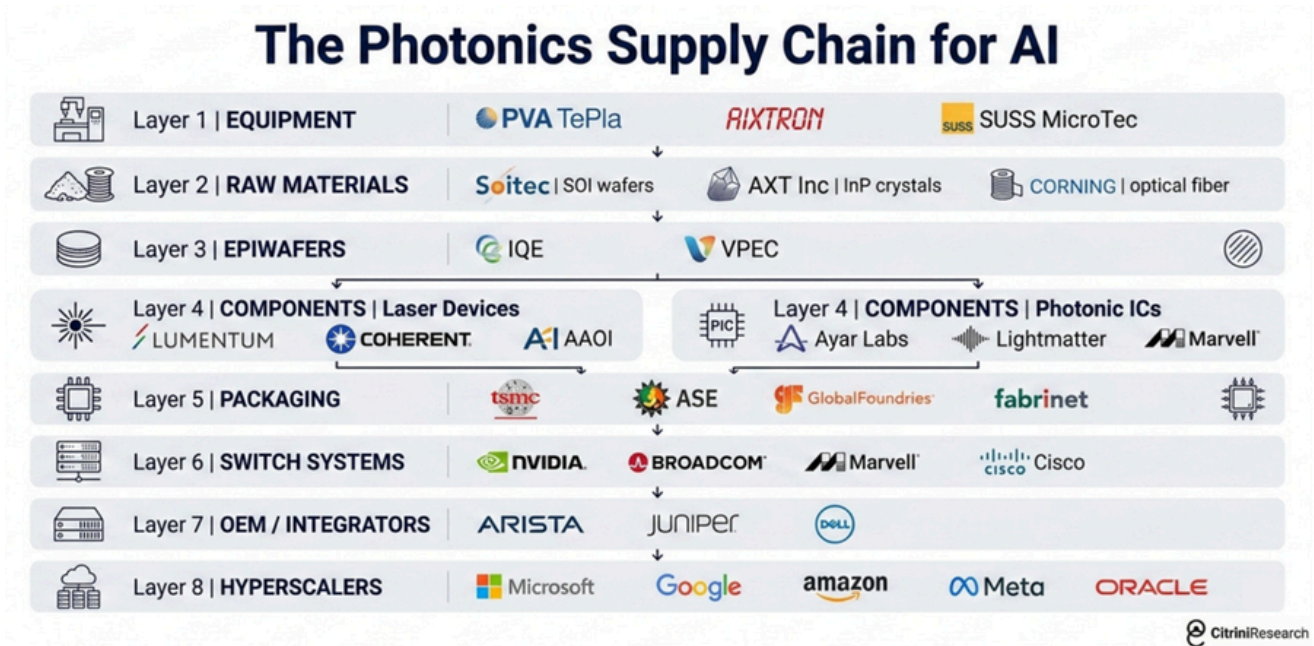 The Photonics Supply Chain for AI
Layer 1 | EQUIPMENT PVA TePla AIXTRON SUSS SUSS MicroTec
Layer 2 | RAW MATERIALS Soitec | SOI wafers AXT Inc | InP crystals CORNING | optical fiber
Layer 3 | EPIWAFERS IQE VPEC
Layer 4 | COMPONENTS | Laser Devices
LUMENTUM COHERENT AAOI
Layer 4 | COMPONENTS | Photonic ICs
PIC Ayar Labs Lightmatter Marvell
Layer 5 | PACKAGING tsmc ASE GF GlobalFoundries fabrinet
Layer 6 | SWITCH SYSTEMS NVIDIA BROADCOM Marvell CISCO Cisco
Layer 7 | OEM / INTEGRATORS ARISTA JUNIPER DELL
Layer 8 | HYPERSCALERS Microsoft Google amazon Meta ORACLE
CitriniResearch